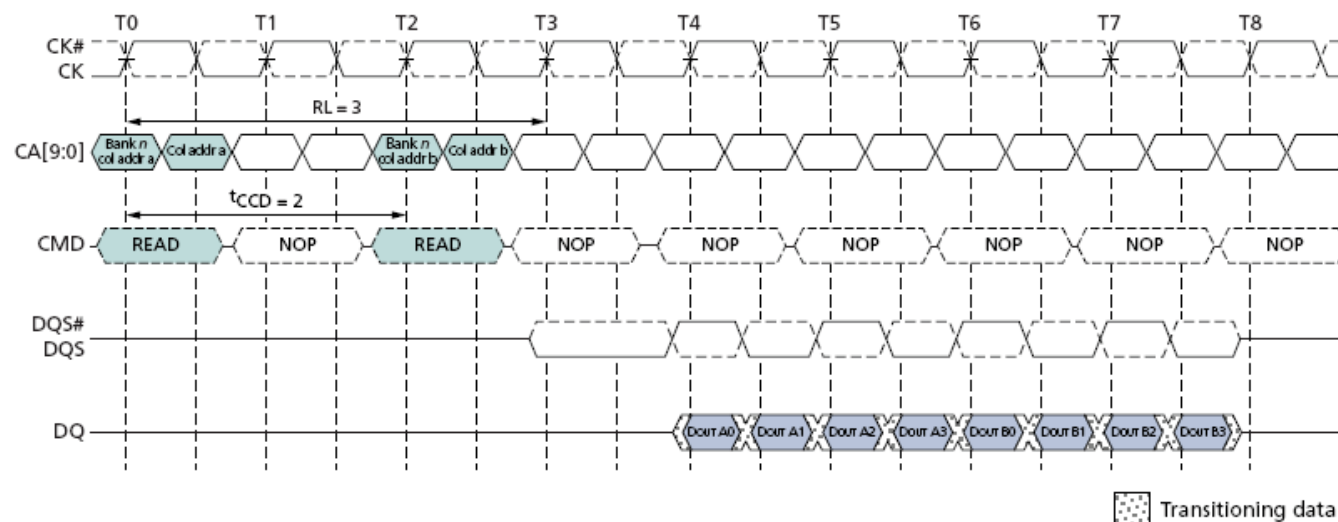 T0 T1 T2 T3 T4 T5 T6 T7 T8
CK#
CK
RL = 3
CA[9:0] Bank n col addr a Col addr a Bank n col addr b Col addr b
tCCD = 2
CMD READ NOP READ NOP NOP NOP NOP NOP NOP
DQS#
DQS
DQ DOUT A0 DOUT A1 DOUT A2 DOUT A3 DOUT B0 DOUT B1 DOUT B2 DOUT B3
Transitioning data